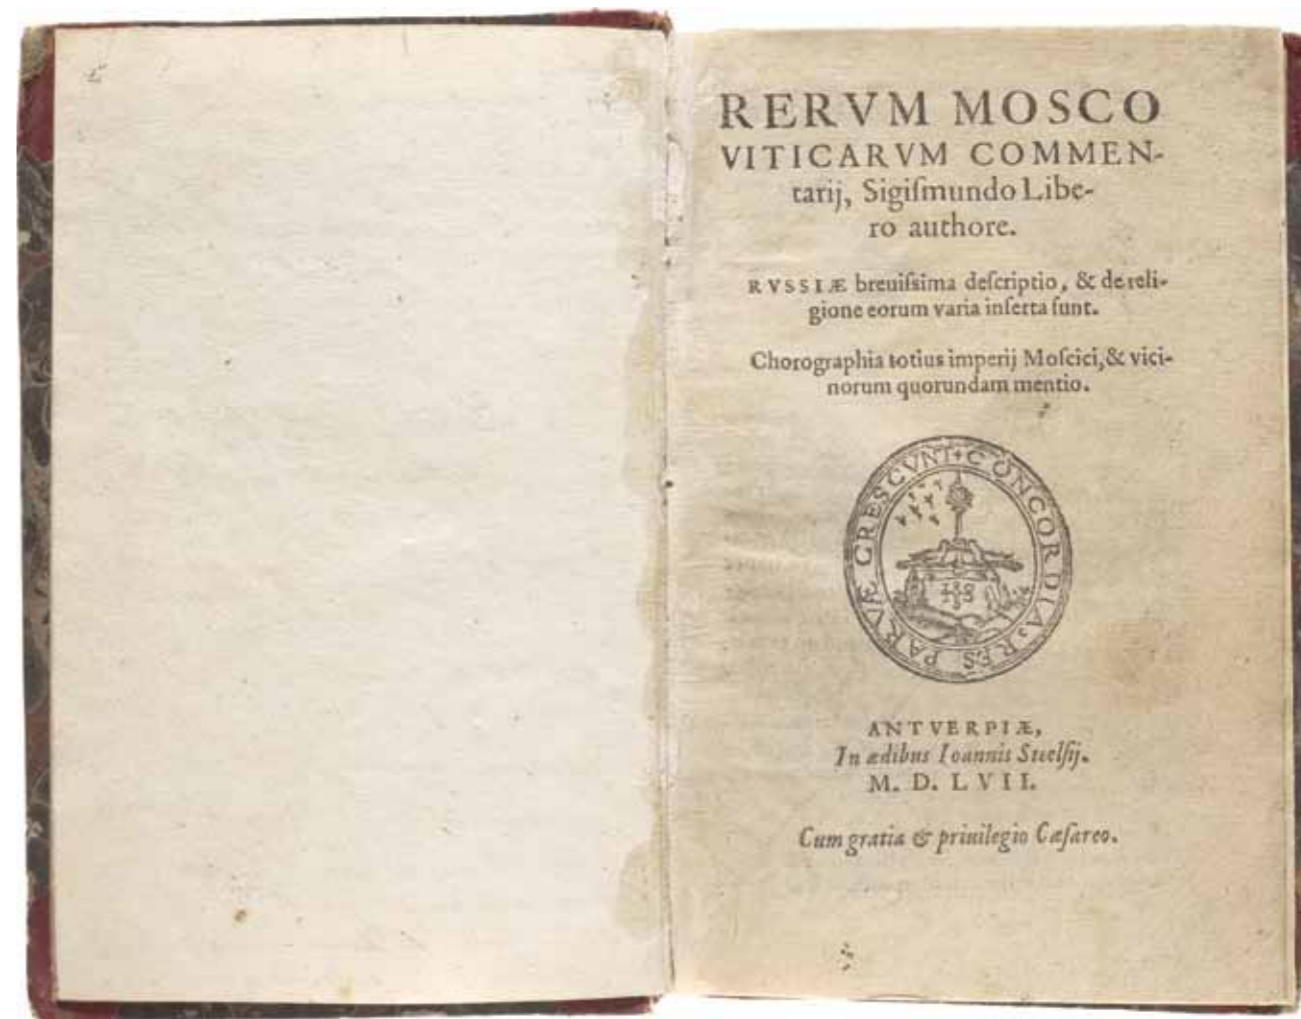 RERVM MOSCO
VITICARVM COMMEN-
tarij, Sigiſmundo Libe-
ro authore.
RVSSIÆ breuiſsima deſcriptio, & de reli-
gione eorum varia inſerta ſunt.
Chorographia totius imperij Moſcici, & vici-
norum quorundam mentio.
CONCORDIA. RES PARVÆ CRESCVNT
ANTVERPIÆ,
In ædibus Ioannis Steelſij.
M. D. LVII.
Cum gratia & priuilegio Cæſareo.